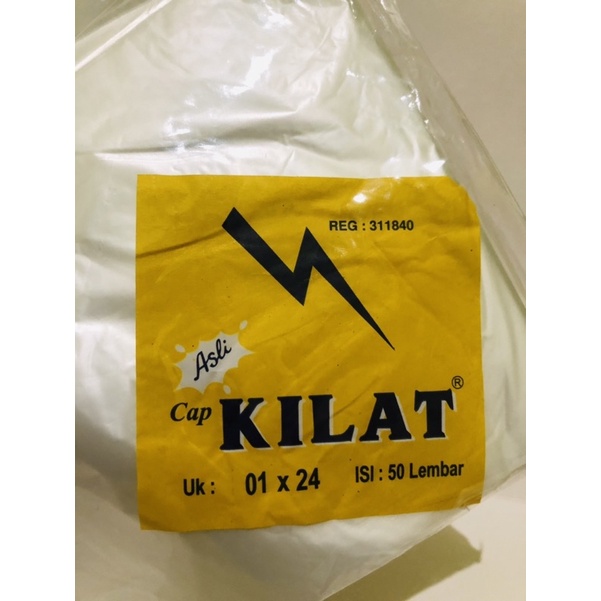 REG : 311840
Asli
Cap KILAT®
Uk : 01 x 24 ISI : 50 Lembar